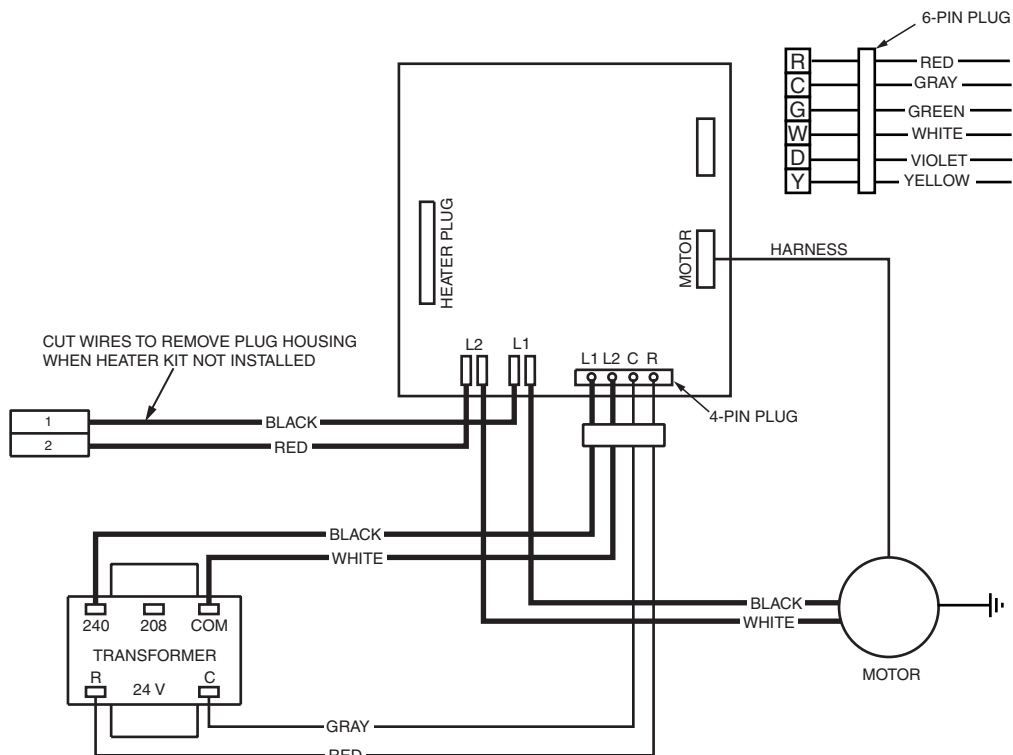 6-PIN PLUG
R RED
C GRAY
G GREEN
W WHITE
D VIOLET
Y YELLOW
HEATER PLUG
MOTOR
HARNESS
CUT WIRES TO REMOVE PLUG HOUSING
WHEN HEATER KIT NOT INSTALLED
L2 L1
L1 L2 C R
4-PIN PLUG
1 BLACK
2 RED
BLACK
WHITE
240 208 COM
TRANSFORMER
R 24 V C
BLACK
WHITE
MOTOR
GRAY
RED